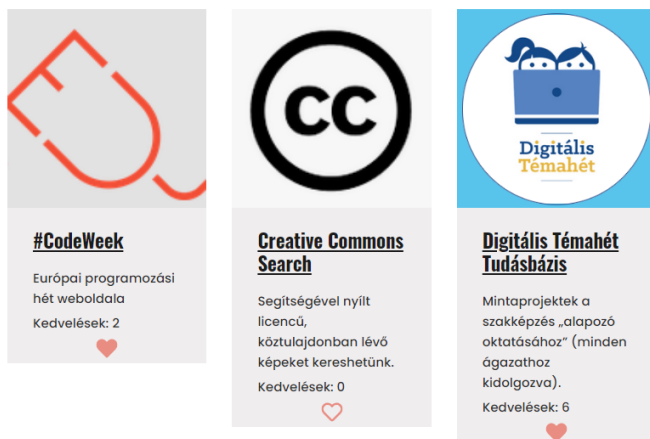 #CodeWeek
Európai programozási
hét weboldala
Kedvelések: 2
CC
Creative Commons
Search
Segítségével nyílt
licencű,
köztulajdonban lévő
képeket kereshetünk.
Kedvelések: 0
Digitális
Témahét
Digitális Témahét
Tudásbázis
Mintaprojektek a
szakképzés „alapozó
oktatásához” (minden
ágazathoz
kidolgozva).
Kedvelések: 6